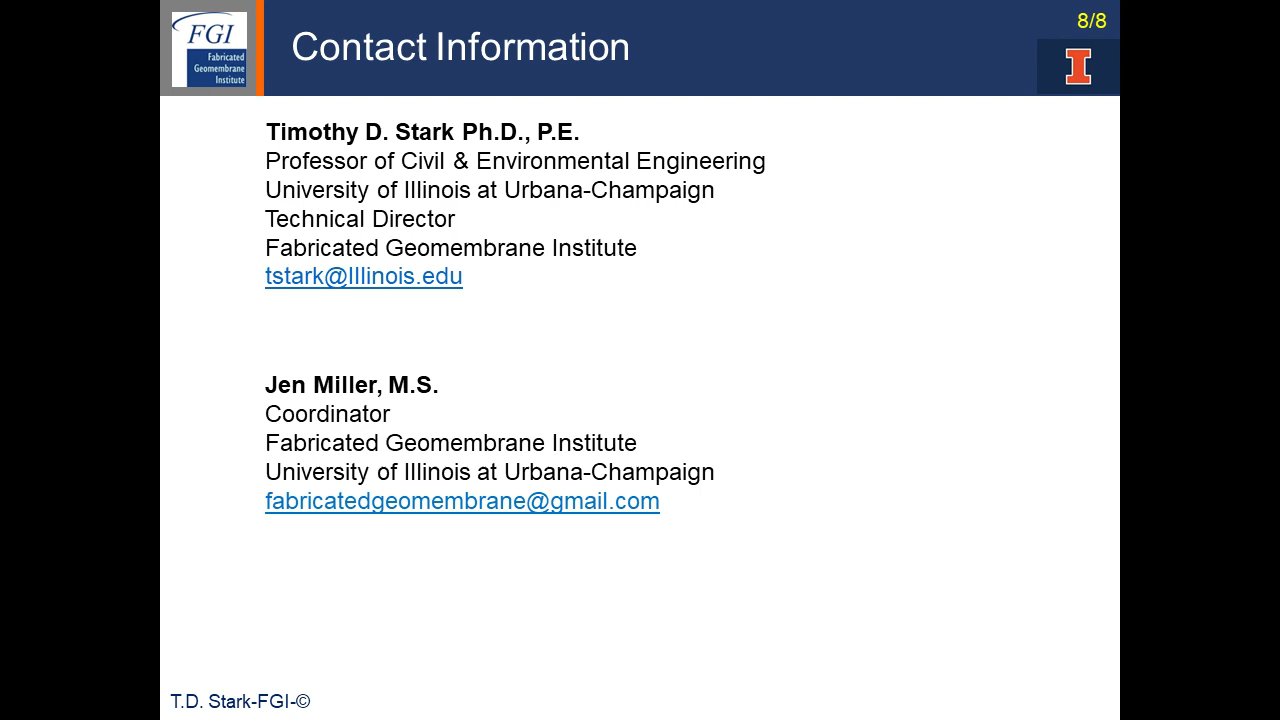 FGI
Fabricated
Geomembrane
Institute
Contact Information
8/8
I
Timothy D. Stark Ph.D., P.E.
Professor of Civil & Environmental Engineering
University of Illinois at Urbana-Champaign
Technical Director
Fabricated Geomembrane Institute
tstark@Illinois.edu
Jen Miller, M.S.
Coordinator
Fabricated Geomembrane Institute
University of Illinois at Urbana-Champaign
fabricatedgeomembrane@gmail.com
T.D. Stark-FGI-©